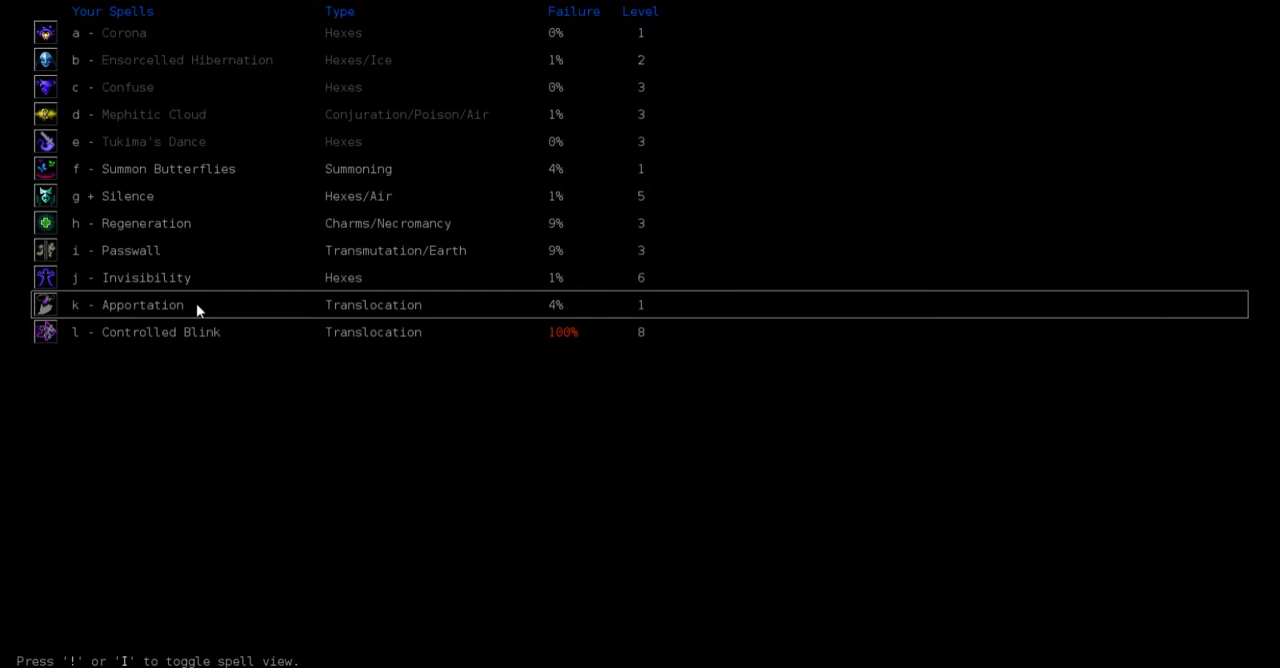 Your Spells Type Failure Level
a - Corona Hexes 0% 1
b - Ensorcelled Hibernation Hexes/Ice 1% 2
c - Confuse Hexes 0% 3
d - Mephitic Cloud Conjuration/Poison/Air 1% 3
e - Tukima's Dance Hexes 0% 3
f - Summon Butterflies Summoning 4% 1
g + Silence Hexes/Air 1% 5
h - Regeneration Charms/Necromancy 9% 3
i - Passwall Transmutation/Earth 9% 3
j - Invisibility Hexes 1% 6
k - Apportation Translocation 4% 1
l - Controlled Blink Translocation 100% 8
Press '!' or 'I' to toggle spell view.